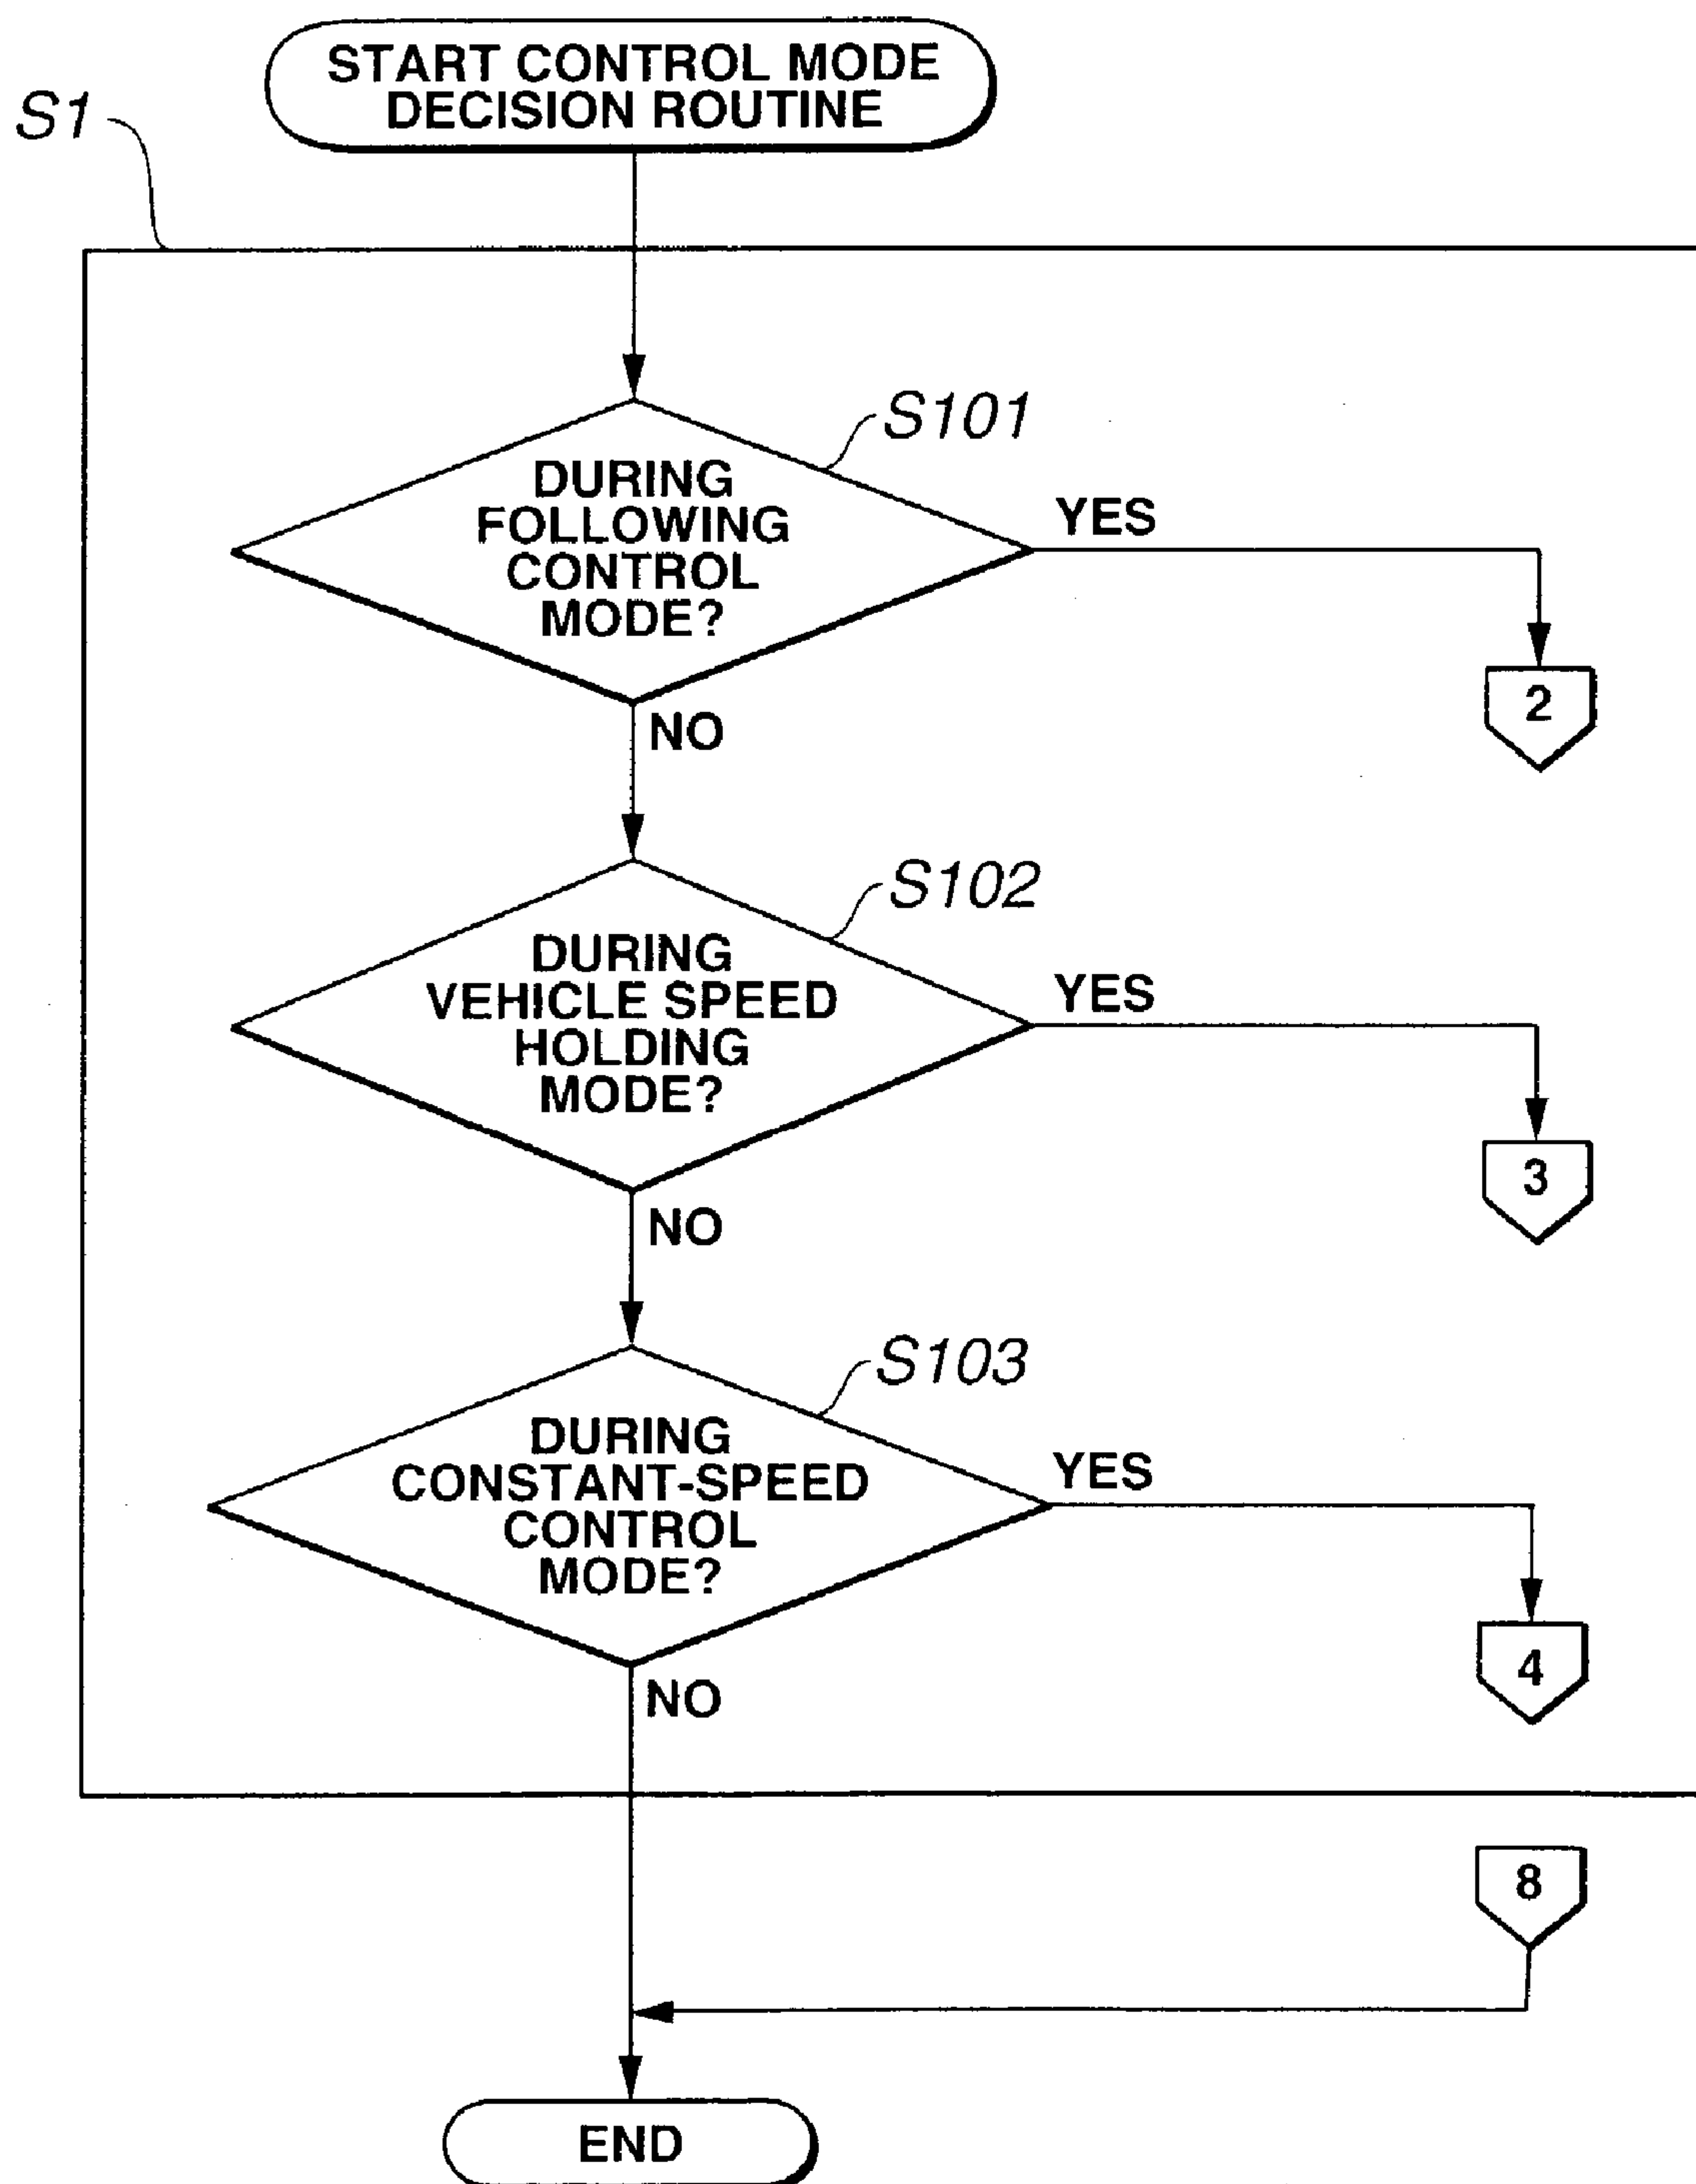 START CONTROL MODE
DECISION ROUTINE
S1
S101
DURING
FOLLOWING
CONTROL
MODE?
YES
2
NO
S102
DURING
VEHICLE SPEED
HOLDING
MODE?
YES
3
NO
S103
DURING
CONSTANT-SPEED
CONTROL
MODE?
YES
4
NO
8
END